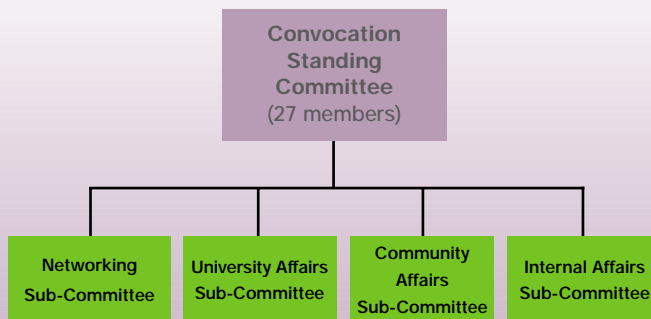 Convocation
Standing
Committee
(27 members)
Networking
Sub-Committee
University Affairs
Sub-Committee
Community
Affairs
Sub-Committee
Internal Affairs
Sub-Committee